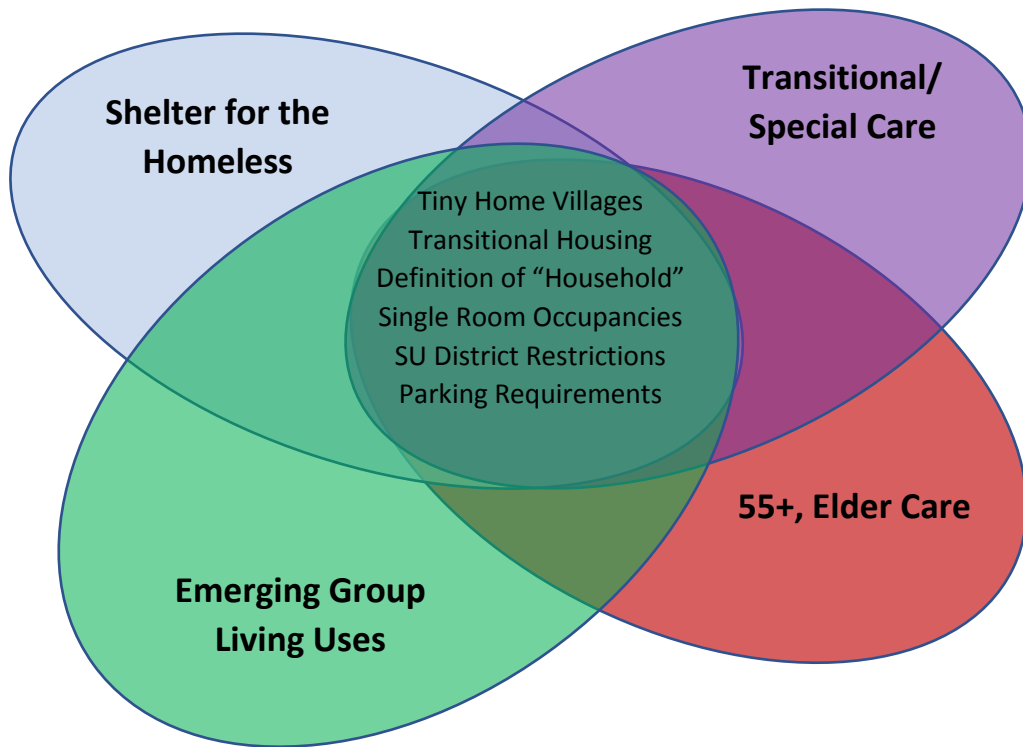 Shelter for the
Homeless
Transitional/
Special Care
Tiny Home Villages
Transitional Housing
Definition of “Household”
Single Room Occupancies
SU District Restrictions
Parking Requirements
55+, Elder Care
Emerging Group
Living Uses